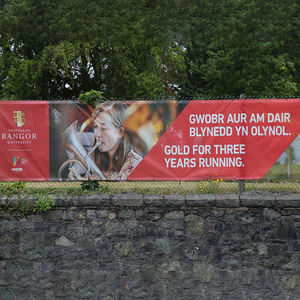 PRIFYSGOL
BANGOR
UNIVERSITY
GWOBR AUR AM DAIR
BLYNEDD YN OLYNOL.
GOLD FOR THREE
YEARS RUNNING.